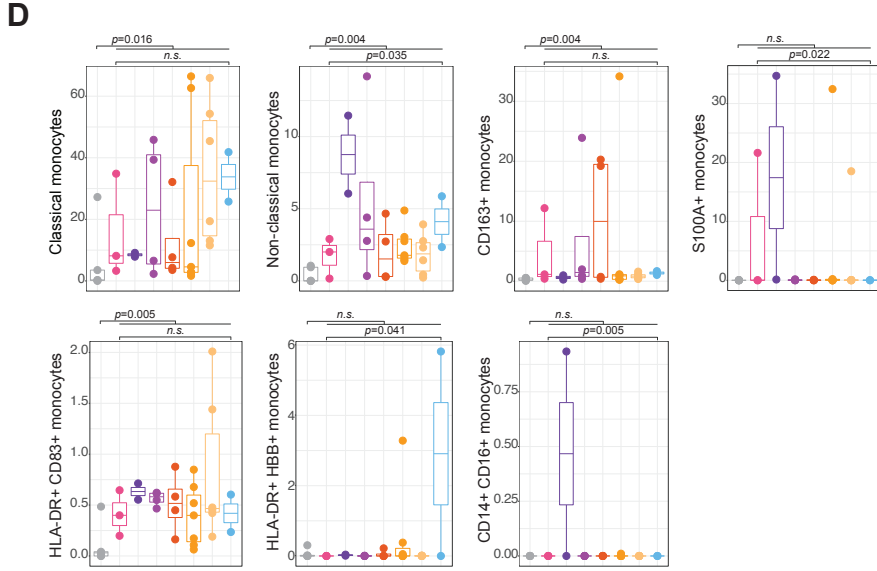 D
p=0.016
n.s.
Classical monocytes
60
40
20
0
p=0.004
p=0.035
Non-classical monocytes
10
5
0
p=0.004
n.s.
CD163+ monocytes
30
20
10
0
n.s.
p=0.022
S100A+ monocytes
30
20
10
0
p=0.005
n.s.
HLA-DR+ CD83+ monocytes
2.0
1.5
1.0
0.5
0.0
n.s.
p=0.041
HLA-DR+ HBB+ monocytes
6
4
2
0
n.s.
p=0.005
CD14+ CD16+ monocytes
0.75
0.50
0.25
0.00